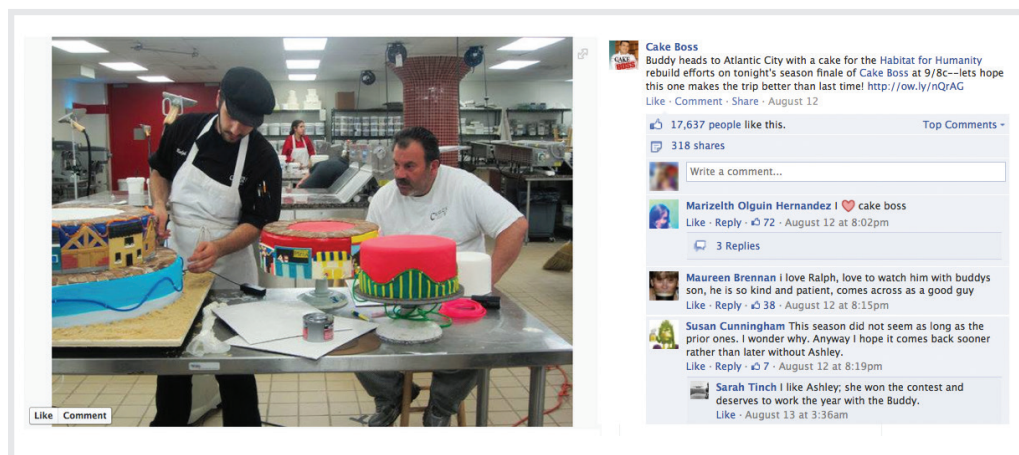 Cake Boss
Buddy heads to Atlantic City with a cake for the Habitat for Humanity
rebuild efforts on tonight's season finale of Cake Boss at 9/8c--lets hope
this one makes the trip better than last time! http://ow.ly/nQrAG
Like · Comment · Share · August 12
17,637 people like this.
Top Comments
318 shares
Write a comment...
Marizelth Olguin Hernandez I ❤ cake boss
Like · Reply · 72 · August 12 at 8:02pm
3 Replies
Maureen Brennan i love Ralph, love to watch him with buddys
son, he is so kind and patient, comes across as a good guy
Like · Reply · 38 · August 12 at 8:15pm
Susan Cunningham This season did not seem as long as the
prior ones. I wonder why. Anyway I hope it comes back sooner
rather than later without Ashley.
Like · Reply · 7 · August 12 at 8:19pm
Sarah Tinch I like Ashley; she won the contest and
deserves to work the year with the Buddy.
Like · August 13 at 3:36am
Like Comment
CAKE
BOSS